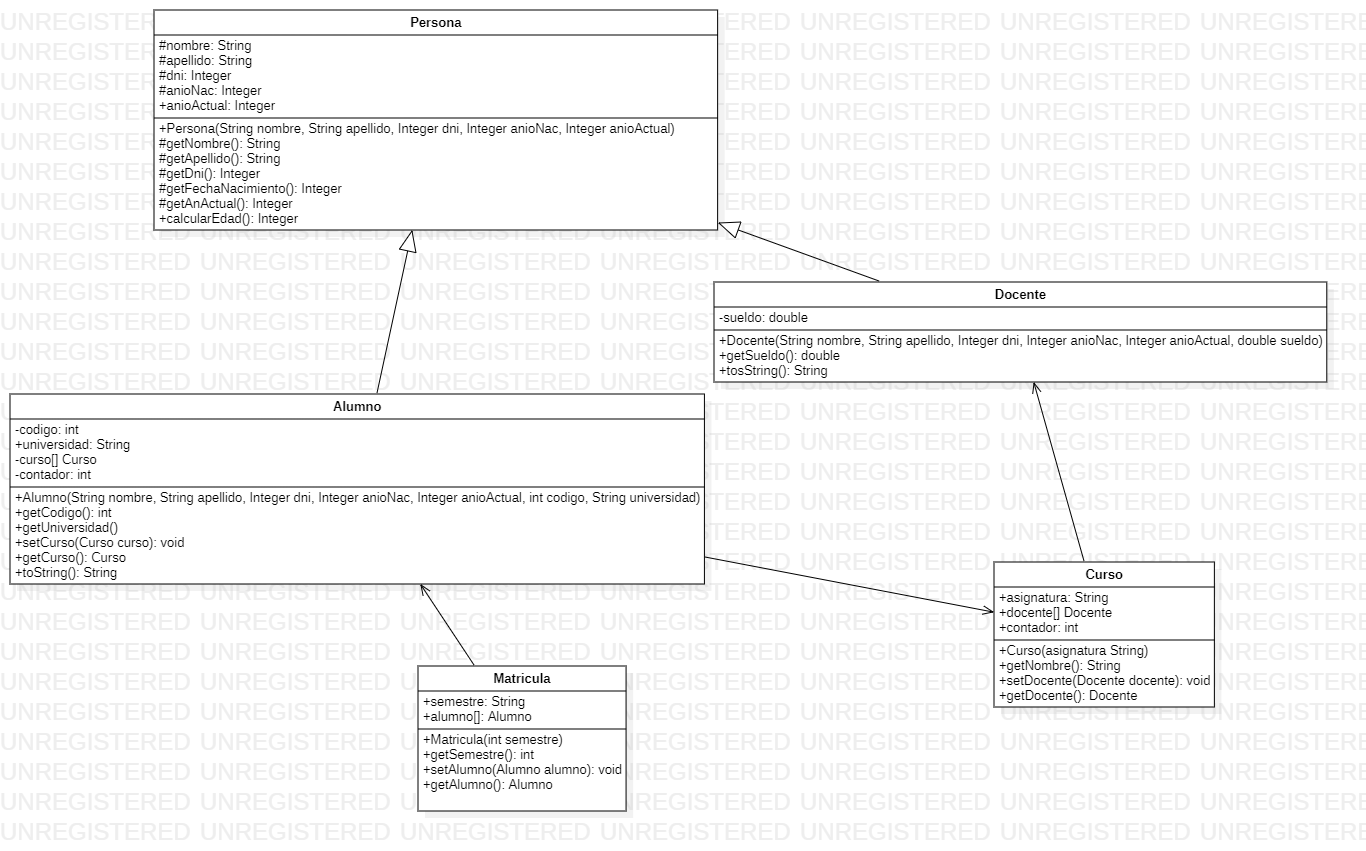 Persona
#nombre: String
#apellido: String
#dni: Integer
#anioNac: Integer
+anioActual: Integer
+Persona(String nombre, String apellido, Integer dni, Integer anioNac, Integer anioActual)
#getNombre(): String
#getApellido(): String
#getDni(): Integer
#getFechaNacimiento(): Integer
#getAnActual(): Integer
+calcularEdad(): Integer
Docente
-sueldo: double
+Docente(String nombre, String apellido, Integer dni, Integer anioNac, Integer anioActual, double sueldo)
+getSueldo(): double
+tosString(): String
Alumno
-codigo: int
+universidad: String
-curso[] Curso
-contador: int
+Alumno(String nombre, String apellido, Integer dni, Integer anioNac, Integer anioActual, int codigo, String universidad)
+getCodigo(): int
+getUniversidad()
+setCurso(Curso curso): void
+getCurso(): Curso
+toString(): String
Curso
+asignatura: String
+docente[] Docente
+contador: int
+Curso(asignatura String)
+getNombre(): String
+setDocente(Docente docente): void
+getDocente(): Docente
Matricula
+semestre: String
+alumno[]: Alumno
+Matricula(int semestre)
+getSemestre(): int
+setAlumno(Alumno alumno): void
+getAlumno(): Alumno
UNREGISTERED